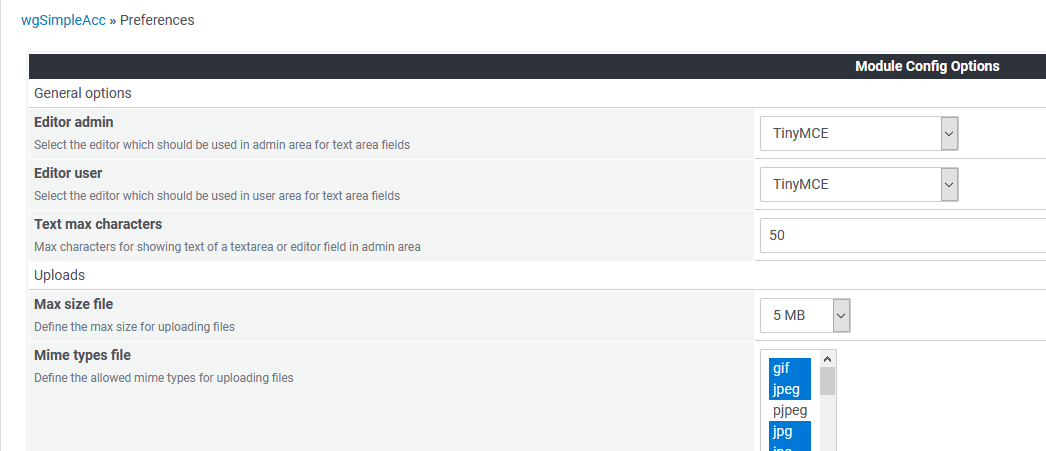 wgSimpleAcc » Preferences
Module Config Options
General options
Editor admin
Select the editor which should be used in admin area for text area fields
TinyMCE
Editor user
Select the editor which should be used in user area for text area fields
TinyMCE
Text max characters
Max characters for showing text of a textarea or editor field in admin area
50
Uploads
Max size file
Define the max size for uploading files
5 MB
Mime types file
Define the allowed mime types for uploading files
gif
jpeg
pjpeg
jpg